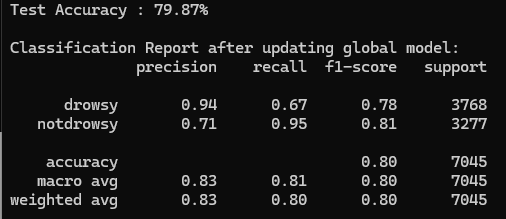 Test Accuracy : 79.87%
Classification Report after updating global model:
precision recall f1-score support
drowsy 0.94 0.67 0.78 3768
notdrowsy 0.71 0.95 0.81 3277
accuracy 0.80 7045
macro avg 0.83 0.81 0.80 7045
weighted avg 0.83 0.80 0.80 7045